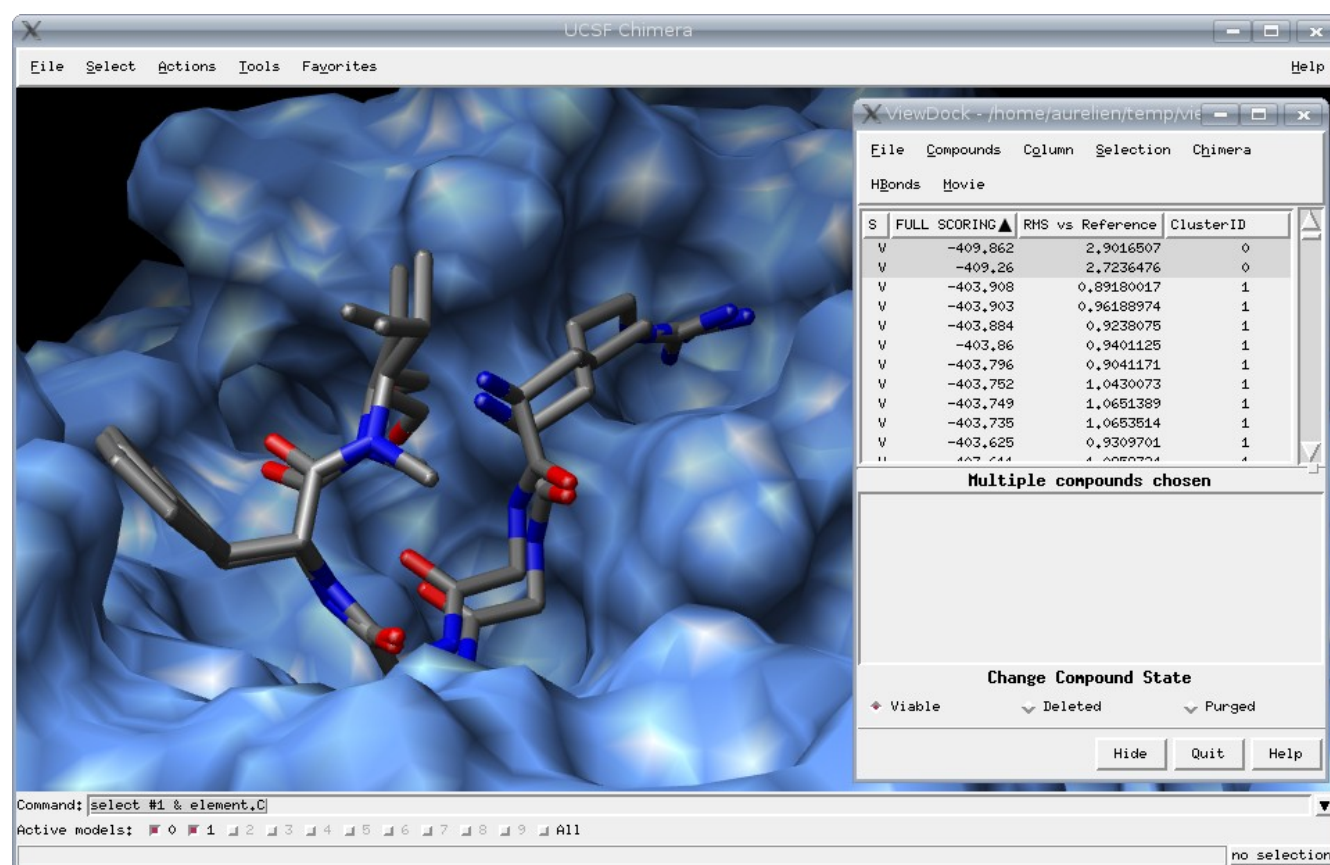 UCSF Chimera
File Select Actions Tools Favorites Help
ViewDock - /home/aurelien/temp/vie
File Compounds Column Selection Chimera
HBonds Movie
S FULL SCORING RMS vs Reference ClusterID
V -409.862 2.9016507 0
V -409.26 2.7236476 0
V -403.908 0.89180017 1
V -403.903 0.96188974 1
V -403.884 0.9238075 1
V -403.86 0.9401125 1
V -403.796 0.9041171 1
V -403.752 1.0430073 1
V -403.749 1.0651389 1
V -403.735 1.0653514 1
V -403.625 0.9309701 1
Multiple compounds chosen
Change Compound State
Viable Deleted Purged
Hide Quit Help
Command: select #1 & element.C
Active models: 0 1 2 3 4 5 6 7 8 9 All
no selection